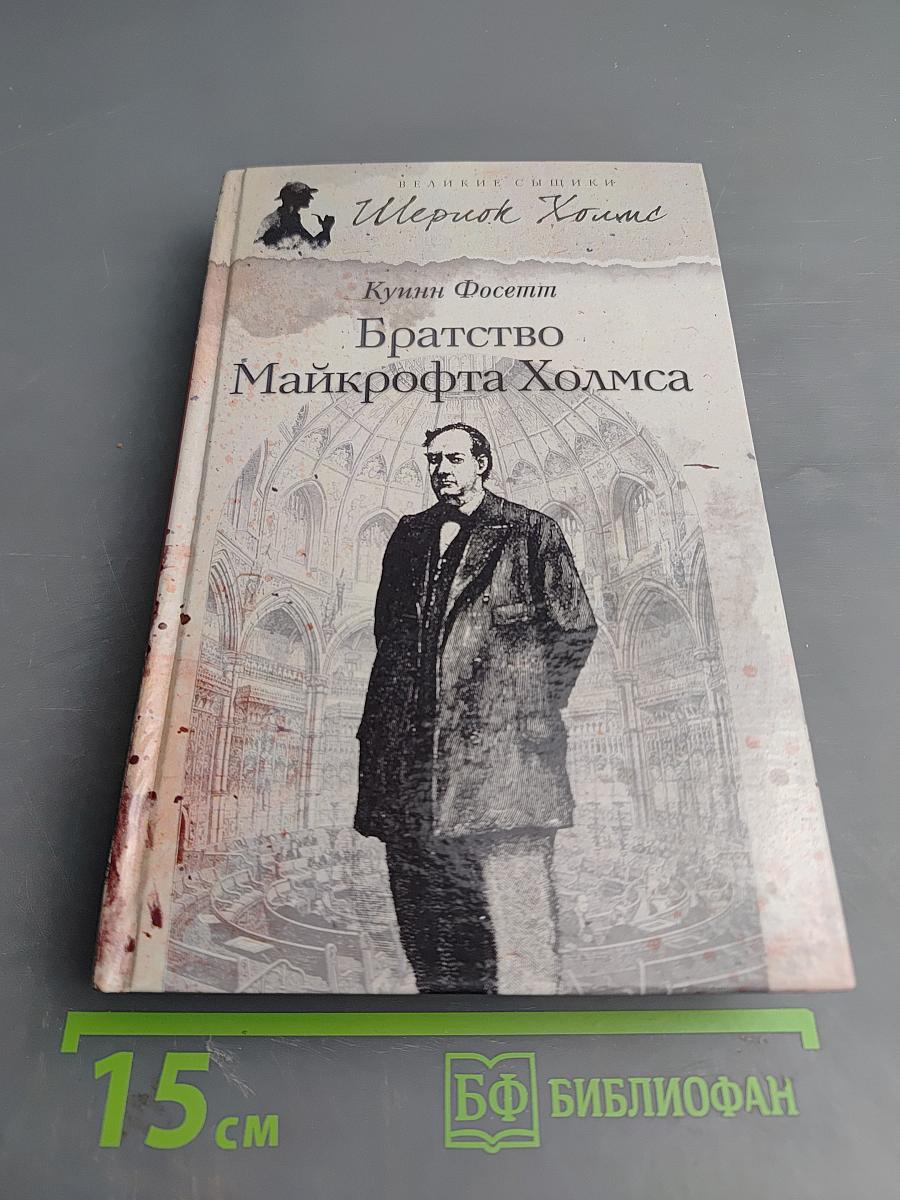 ВЕЛИКИЕ СЫЩИКИ
Шерлок Холмс
Куинн Фосетт
Братство
Майкрофта Холмса
15 см
БФ БИБЛИОФАН